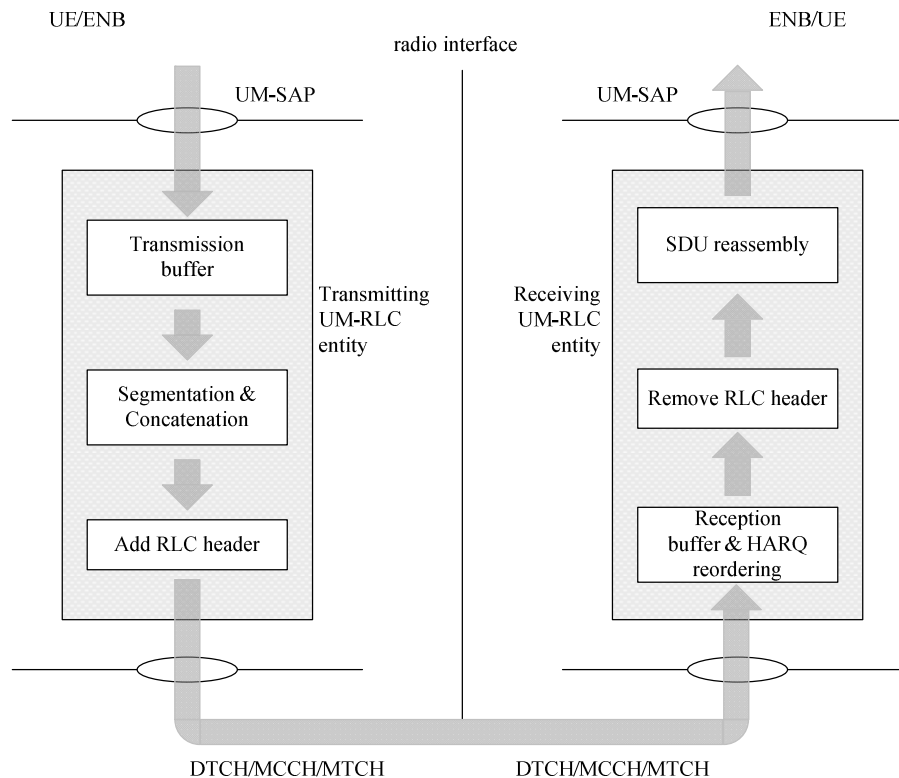 UE/ENB
ENB/UE
radio interface
UM-SAP
UM-SAP
Transmission
buffer
Transmitting
UM-RLC
entity
Segmentation &
Concatenation
Add RLC header
SDU reassembly
Receiving
UM-RLC
entity
Remove RLC header
Reception
buffer & HARQ
reordering
DTCH/MCCH/MTCH
DTCH/MCCH/MTCH